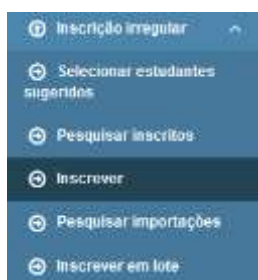 Inscrição irregular
Selecionar estudantes
sugeridos
Pesquisar inscritos
Inscrever
Pesquisar importações
Inscrever em lote